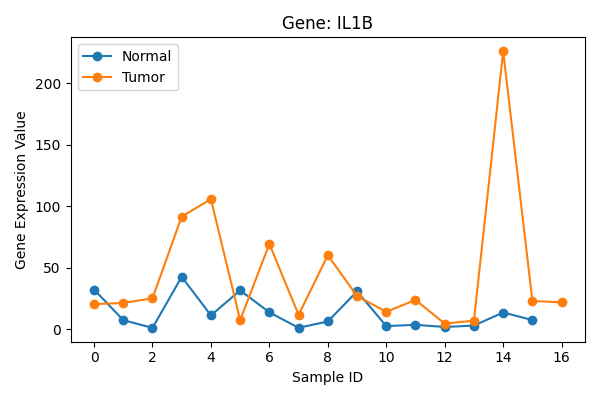 Gene: IL1B
Normal
Tumor
Gene Expression Value
200
150
100
50
0
0 2 4 6 8 10 12 14 16
Sample ID